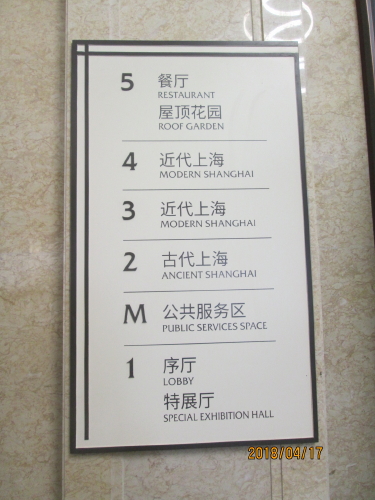 5 餐厅
RESTAURANT
屋顶花园
ROOF GARDEN
4 近代上海
MODERN SHANGHAI
3 近代上海
MODERN SHANGHAI
2 古代上海
ANCIENT SHANGHAI
M 公共服务区
PUBLIC SERVICES SPACE
1 序厅
LOBBY
特展厅
SPECIAL EXHIBITION HALL
2018/04/17